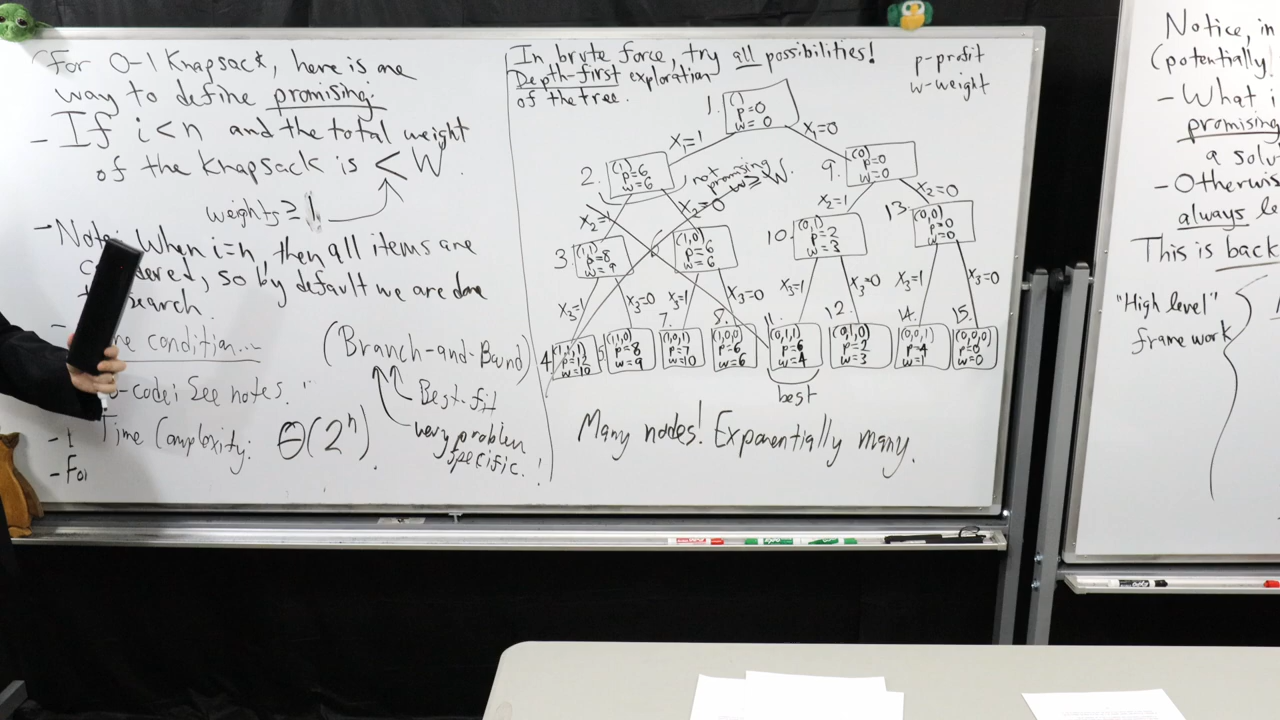 For 0-1 Knapsack, here is one
way to define promising:
- If i<n and the total weight
of the Knapsack is < W.
weights ≥ 1
- Note: When i=n, then all items are
so by default we are done
search.
condition...
-code: See notes.
Time Complexity: Θ(2^n).
(Branch-and-Bound)
Best-fit
very problem
specific.!
In brute force, try all possibilities!
Depth-first exploration
of the tree.
p-profit
w-weight
1. ()
p=0
w=0
x₁=1
x₁=0
2. (1)
p=6
w=6
not promising
w≤W.
9. (0)
p=0
w=0
x₂=1
x₂=0
x₂=1
x₂=0
3. (1,1)
p=8
w=9
(1,0)
p=6
w=6
10. (0,1)
p=2
w=3
13. (0,0)
p=0
w=0
x₃=1
x₃=0
x₃=1
x₃=0
x₃=1
x₃=0
x₃=1
x₃=0
4. (1,1,1)
p=12
w=10
(1,1,0)
p=8
w=9
7. (1,0,1)
w=10
8. (1,0,0)
p=6
w=6
11. (0,1,1)
p=6
w=4
12. (0,1,0)
p=2
w=3
14. (0,0,1)
p=4
w=1
15. (0,0,0)
p=0
w=0
best
Many nodes! Exponentially many.
Notice, in
(potentially!
- What i
promising
a solu
- Otherwis
always
This is back
"High level"
framework